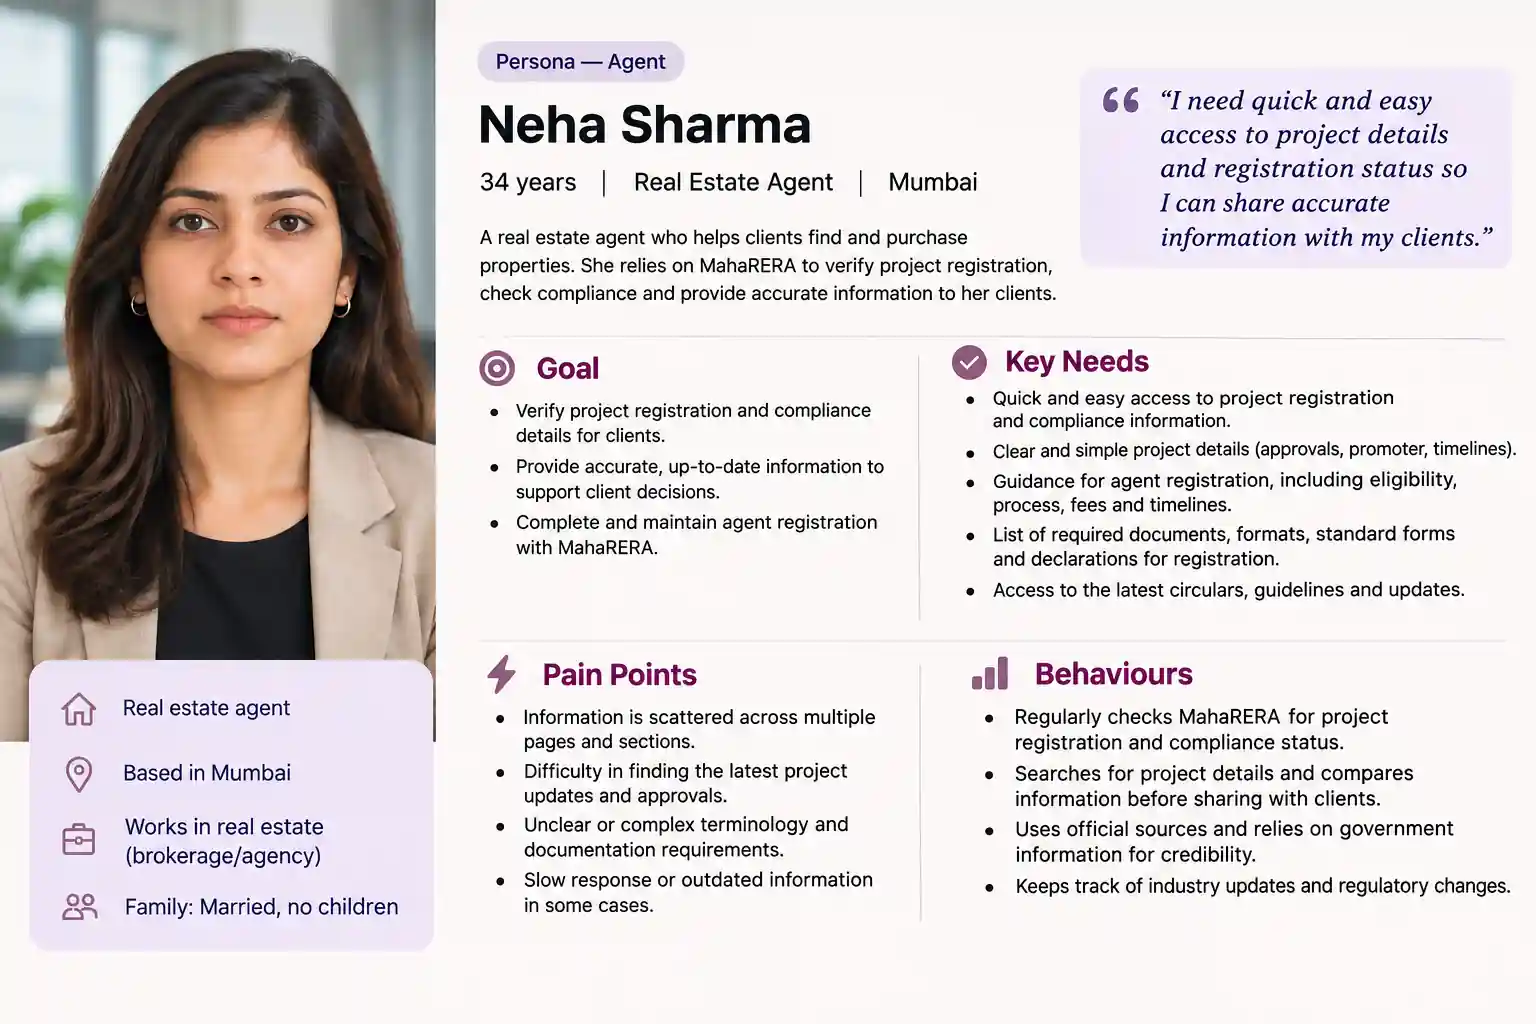 Persona — Agent
Neha Sharma
34 years | Real Estate Agent | Mumbai
A real estate agent who helps clients find and purchase
properties. She relies on MahaRERA to verify project registration,
check compliance and provide accurate information to her clients.
“I need quick and easy
access to project details
and registration status so
I can share accurate
information with my clients.”
Goal
• Verify project registration and compliance
details for clients.
• Provide accurate, up-to-date information to
support client decisions.
• Complete and maintain agent registration
with MahaRERA.
Key Needs
• Quick and easy access to project registration
and compliance information.
• Clear and simple project details (approvals, promoter, timelines).
• Guidance for agent registration, including eligibility,
process, fees and timelines.
• List of required documents, formats, standard forms
and declarations for registration.
• Access to the latest circulars, guidelines and updates.
Pain Points
• Information is scattered across multiple
pages and sections.
• Difficulty in finding the latest project
updates and approvals.
• Unclear or complex terminology and
documentation requirements.
• Slow response or outdated information
in some cases.
Behaviours
• Regularly checks MahaRERA for project
registration and compliance status.
• Searches for project details and compares
information before sharing with clients.
• Uses official sources and relies on government
information for credibility.
• Keeps track of industry updates and regulatory changes.
Real estate agent
Based in Mumbai
Works in real estate
(brokerage/agency)
Family: Married, no children